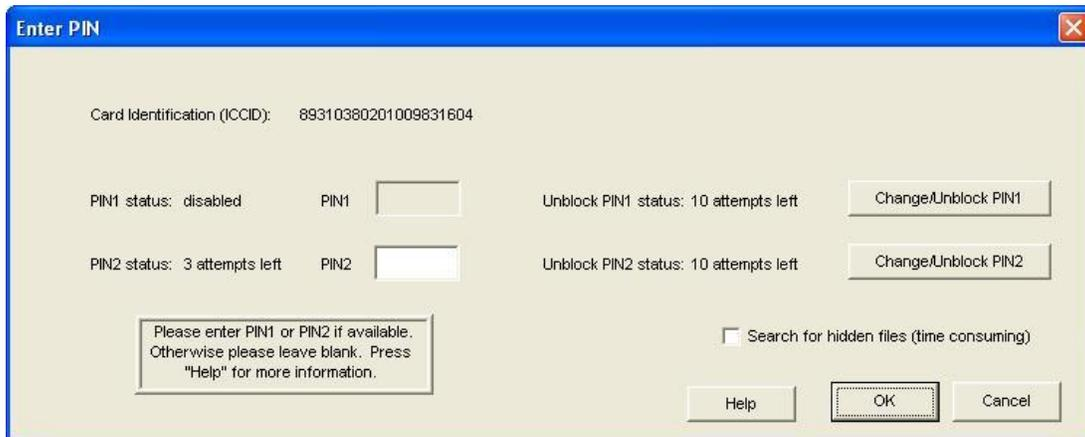 Enter PIN
Card Identification (ICCID): 89310380201009831604
PIN1 status: disabled PIN1 Unblock PIN1 status: 10 attempts left Change/Unblock PIN1
PIN2 status: 3 attempts left PIN2 Unblock PIN2 status: 10 attempts left Change/Unblock PIN2
Please enter PIN1 or PIN2 if available.
Otherwise please leave blank. Press
"Help" for more information.
Search for hidden files (time consuming)
Help OK Cancel